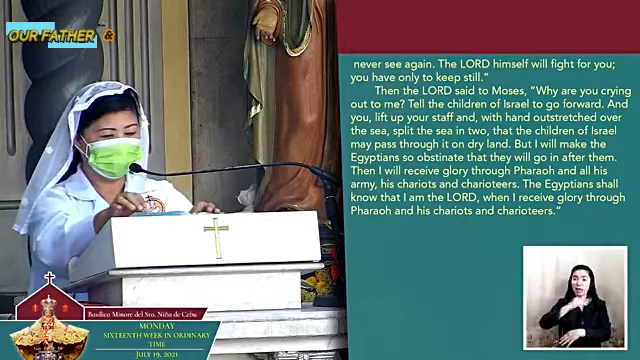 OUR FATHER &
never see again. The LORD himself will fight for you;
you have only to keep still.”
Then the LORD said to Moses, “Why are you crying
out to me? Tell the children of Israel to go forward. And
you, lift up your staff and, with hand outstretched over
the sea, split the sea in two, that the children of Israel
may pass through it on dry land. But I will make the
Egyptians so obstinate that they will go in after them.
Then I will receive glory through Pharaoh and all his
army, his chariots and charioteers. The Egyptians shall
know that I am the LORD, when I receive glory through
Pharaoh and his chariots and charioteers.”
Basilica Minore del Sto. Niño de Cebu
MONDAY
SIXTEENTH WEEK IN ORDINARY
TIME
JULY 19, 2021